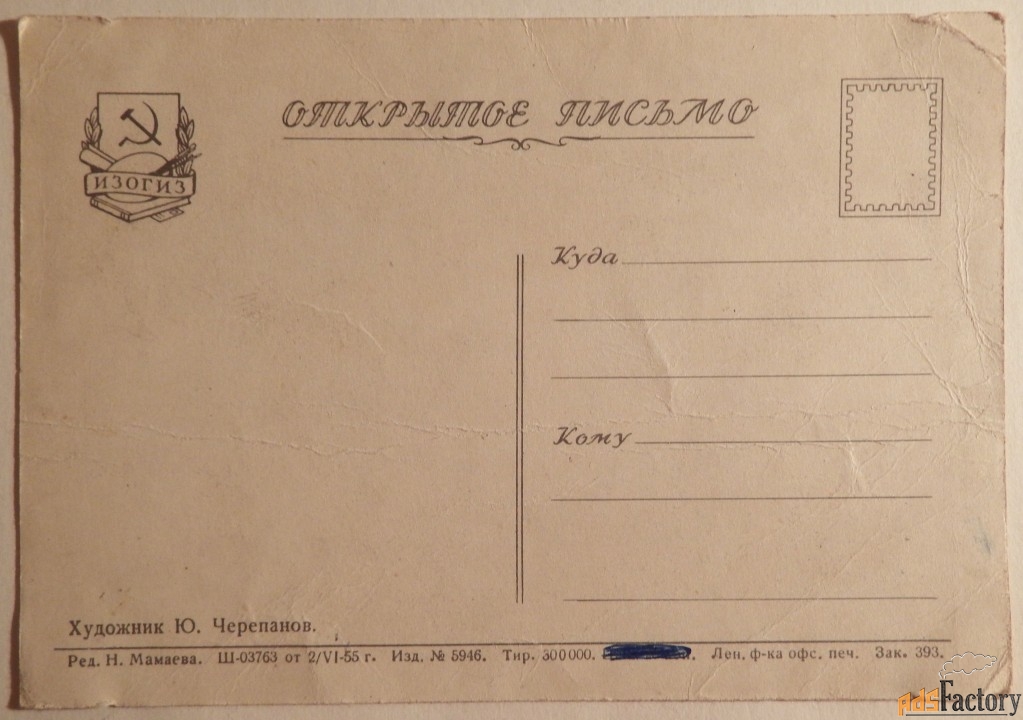 ОТКРЫТОЕ ПИСЬМО
ИЗОГИЗ
Куда
Кому
Художник Ю. Черепанов.
Ред. Н. Мамаева. Ш-03763 от 2/VI-55 г. Изд. № 5946. Тир. 300000. Лен. ф-ка офс. печ. Зак. 393.
adsFactory